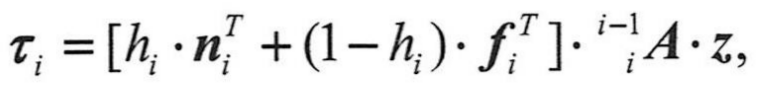 τ_i = [h_i · n_i^T + (1 − h_i) · f_i^T] · ^{i−1}_i A · z,